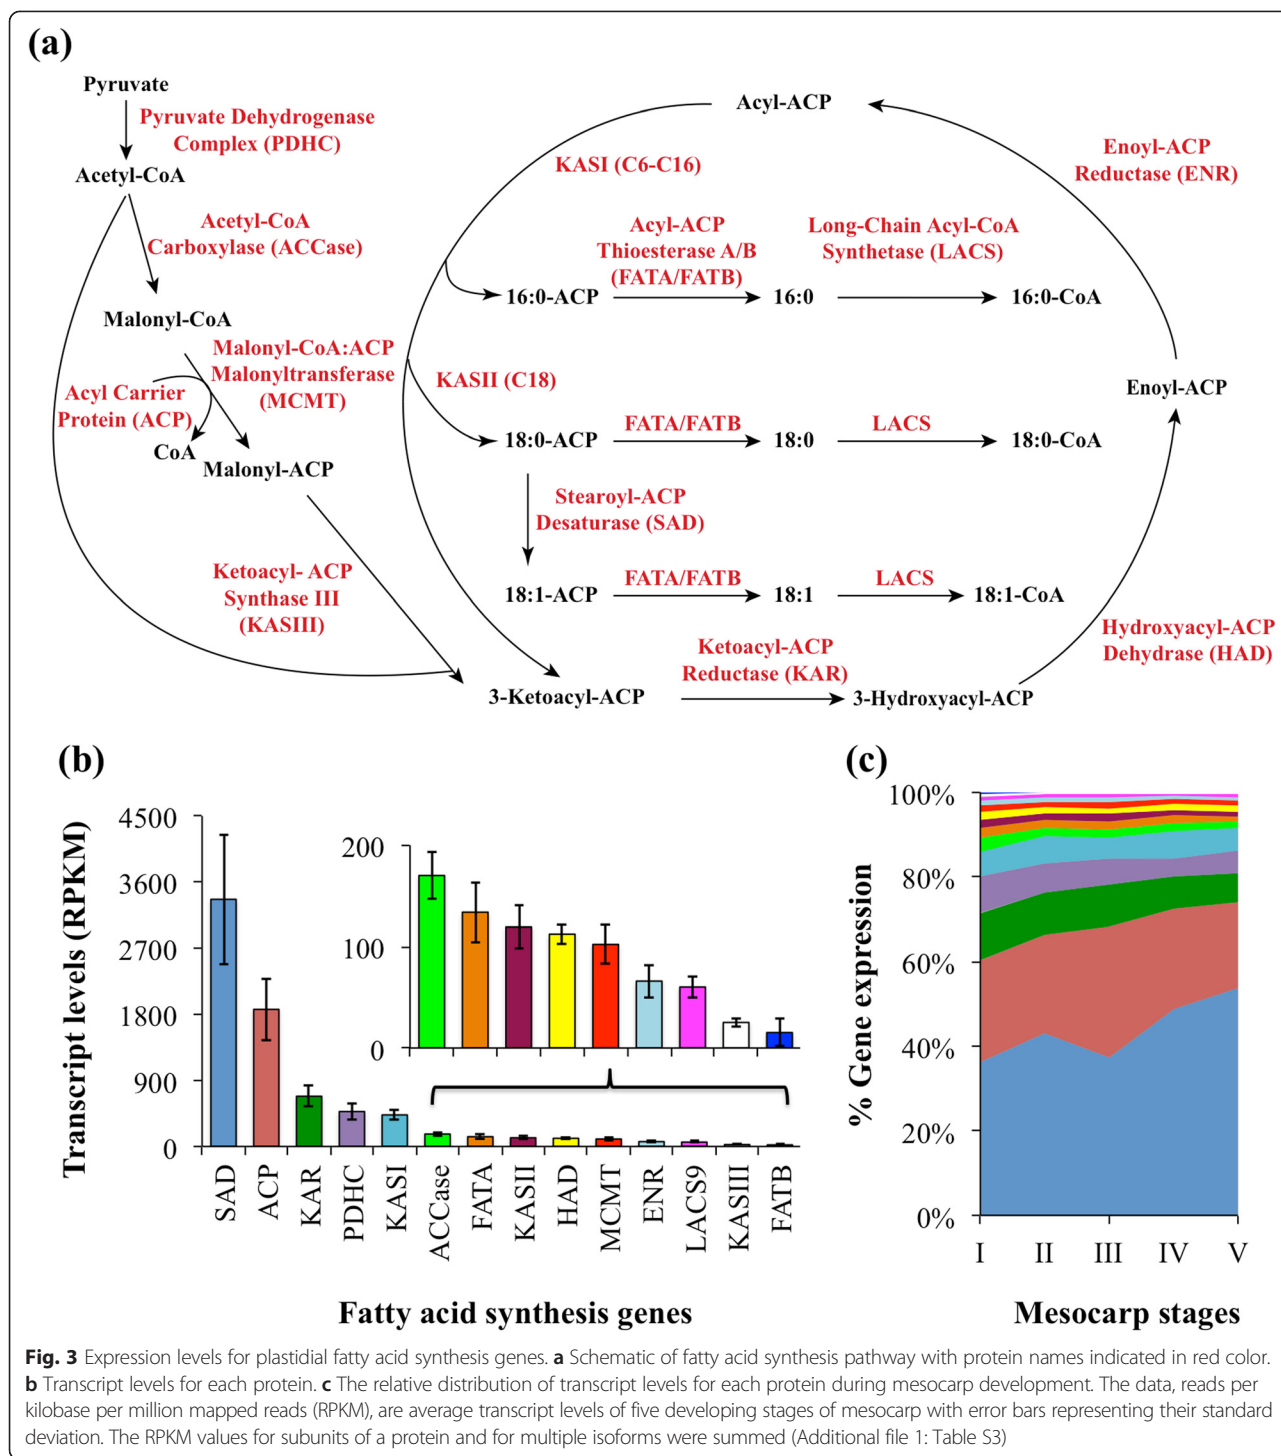 (a)
Pyruvate
Pyruvate Dehydrogenase
Complex (PDHC)
Acetyl-CoA
Acetyl-CoA
Carboxylase (ACCase)
Malonyl-CoA
Malonyl-CoA:ACP
Malonyltransferase
(MCMT)
Acyl Carrier
Protein (ACP)
CoA
Malonyl-ACP
Ketoacyl- ACP
Synthase III
(KASIII)
Acyl-ACP
KASI (C6-C16)
Enoyl-ACP
Reductase (ENR)
Acyl-ACP
Thioesterase A/B
(FATA/FATB)
Long-Chain Acyl-CoA
Synthetase (LACS)
16:0-ACP
16:0
16:0-CoA
KASII (C18)
Enoyl-ACP
FATA/FATB
LACS
18:0-ACP
18:0
18:0-CoA
Stearoyl-ACP
Desaturase (SAD)
FATA/FATB
LACS
18:1-ACP
18:1
18:1-CoA
Hydroxyacyl-ACP
Dehydrase (HAD)
Ketoacyl-ACP
Reductase (KAR)
3-Ketoacyl-ACP
3-Hydroxyacyl-ACP
(b)
Transcript levels (RPKM)
4500
3600
2700
1800
900
0
200
100
0
SAD
ACP
KAR
PDHC
KASI
ACCase
FATA
KASII
HAD
MCMT
ENR
LACS9
KASIII
FATB
Fatty acid synthesis genes
(c)
% Gene expression
100%
80%
60%
40%
20%
0%
I
II
III
IV
V
Mesocarp stages
Fig. 3 Expression levels for plastidial fatty acid synthesis genes. a Schematic of fatty acid synthesis pathway with protein names indicated in red color.
b Transcript levels for each protein. c The relative distribution of transcript levels for each protein during mesocarp development. The data, reads per
kilobase per million mapped reads (RPKM), are average transcript levels of five developing stages of mesocarp with error bars representing their standard
deviation. The RPKM values for subunits of a protein and for multiple isoforms were summed (Additional file 1: Table S3)